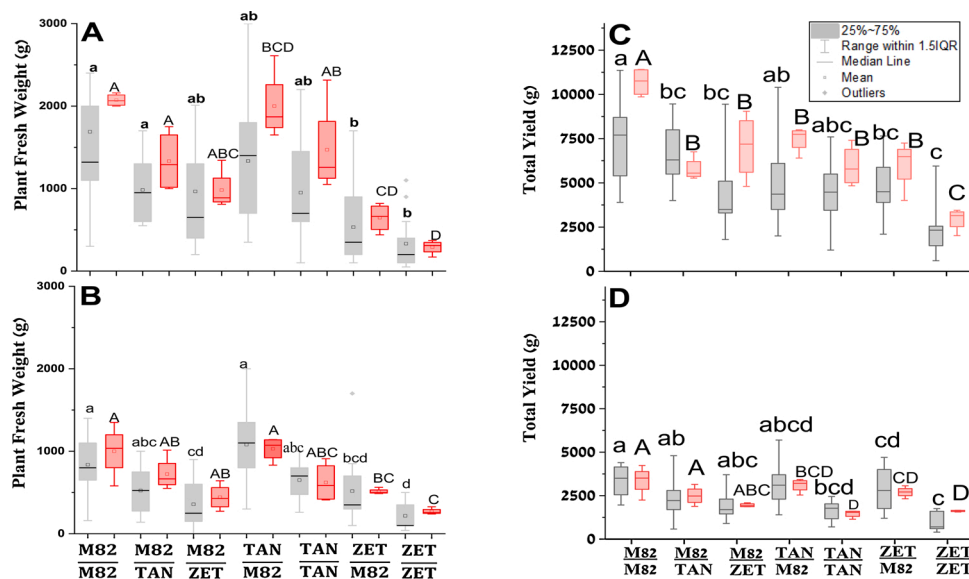 A
Plant Fresh Weight (g)
3000
2000
1000
0
a
A
a
A
ab
ABC
ab
BCD
ab
AB
b
CD
b
D
B
Plant Fresh Weight (g)
3000
2000
1000
0
a
A
abc
AB
cd
AB
a
A
abc
ABC
bcd
BC
d
C
M82
M82
M82
TAN
M82
ZET
TAN
M82
TAN
TAN
ZET
M82
ZET
ZET
C
25%~75%
Range within 1.5IQR
Median Line
Mean
Outliers
Total Yield (g)
12500
10000
7500
5000
2500
0
a
A
bc
B
bc
B
ab
B
abc
B
bc
B
c
C
D
Total Yield (g)
12500
10000
7500
5000
2500
0
a
A
ab
A
abc
ABC
abcd
BCD
bcd
D
cd
CD
c
D
M82
M82
M82
TAN
M82
ZET
TAN
M82
TAN
TAN
ZET
M82
ZET
ZET